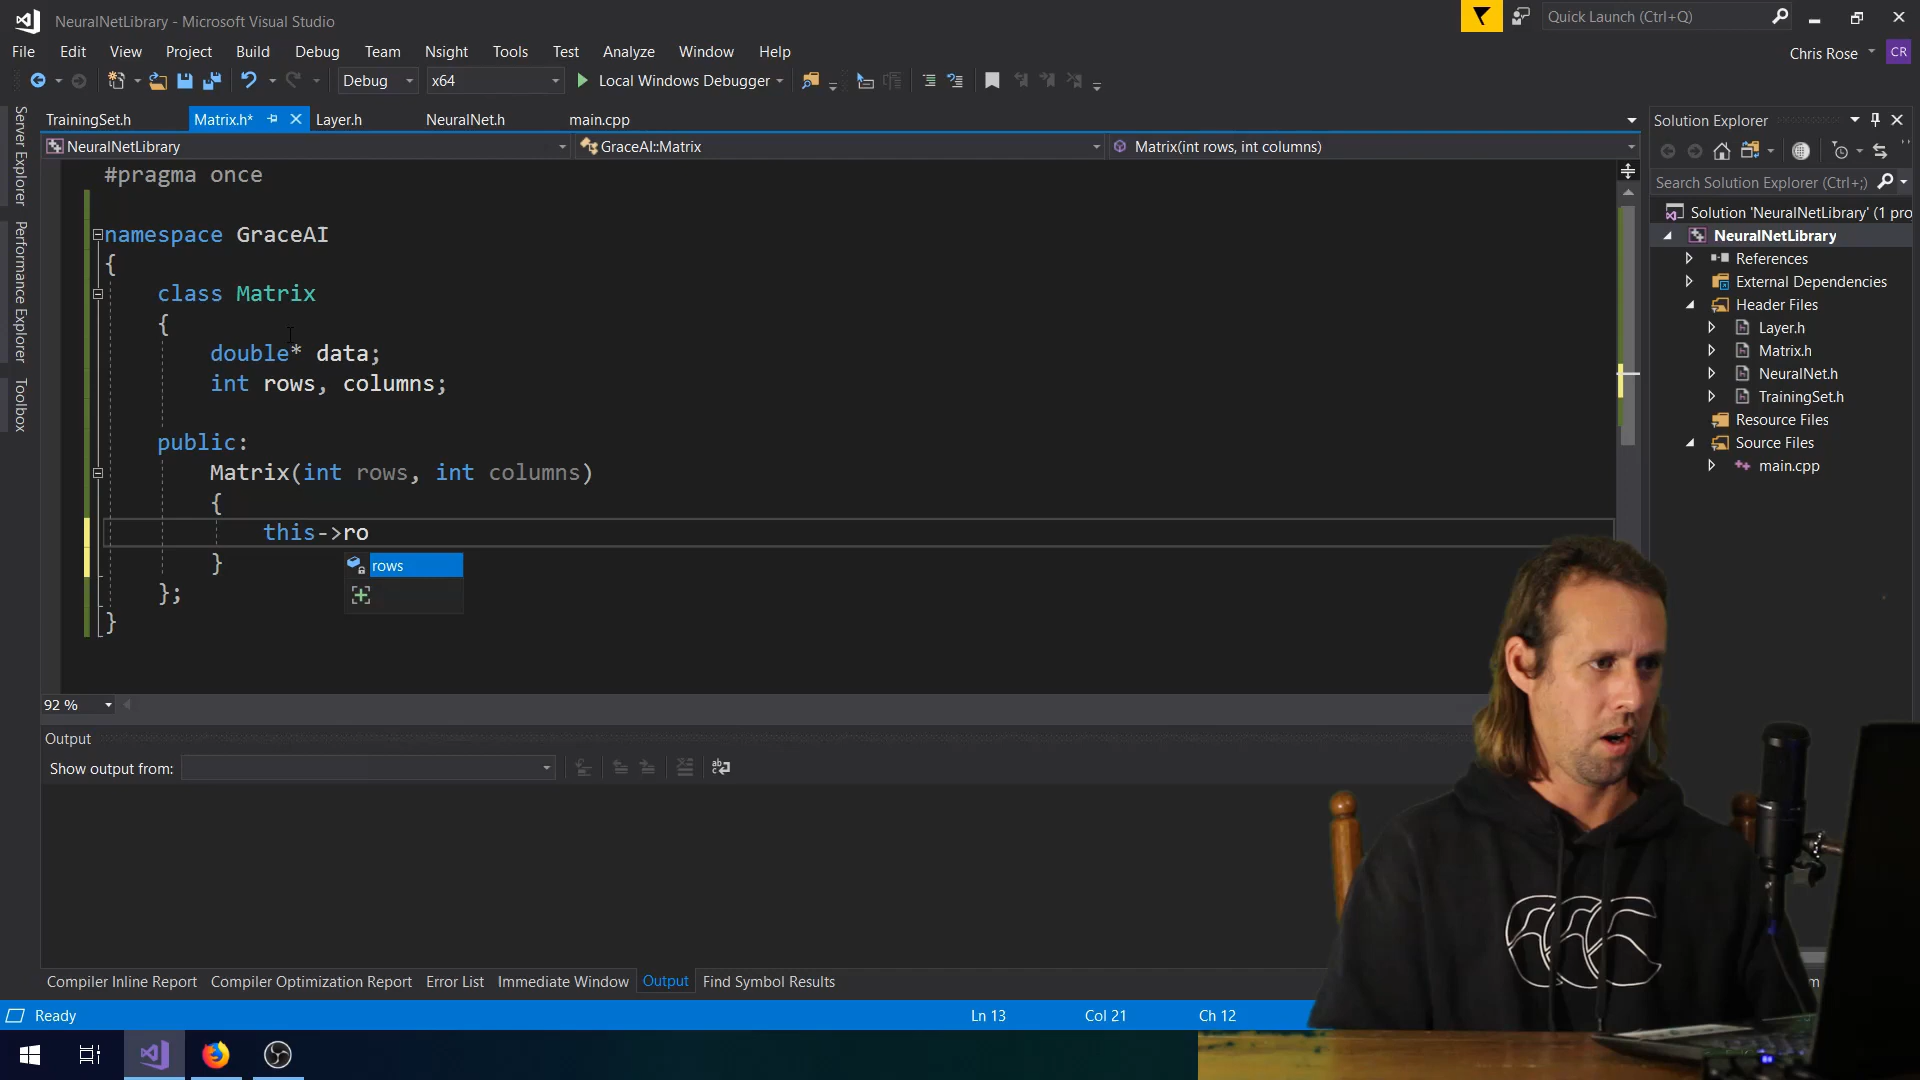 NeuralNetLibrary - Microsoft Visual Studio
Quick Launch (Ctrl+Q)
File Edit View Project Build Debug Team Nsight Tools Test Analyze Window Help
Chris Rose CR
Debug x64 Local Windows Debugger
TrainingSet.h Matrix.h* Layer.h NeuralNet.h main.cpp
NeuralNetLibrary GraceAI::Matrix Matrix(int rows, int columns)
Server Explorer
Performance Explorer
Toolbox
#pragma once
namespace GraceAI
{
class Matrix
{
double* data;
int rows, columns;
public:
Matrix(int rows, int columns)
{
this->ro
}
};
}
rows
92 %
Solution Explorer
Search Solution Explorer (Ctrl+;)
Solution 'NeuralNetLibrary' (1 pro
NeuralNetLibrary
References
External Dependencies
Header Files
Layer.h
Matrix.h
NeuralNet.h
TrainingSet.h
Resource Files
Source Files
main.cpp
Output
Show output from:
Compiler Inline Report Compiler Optimization Report Error List Immediate Window Output Find Symbol Results
Ready Ln 13 Col 21 Ch 12